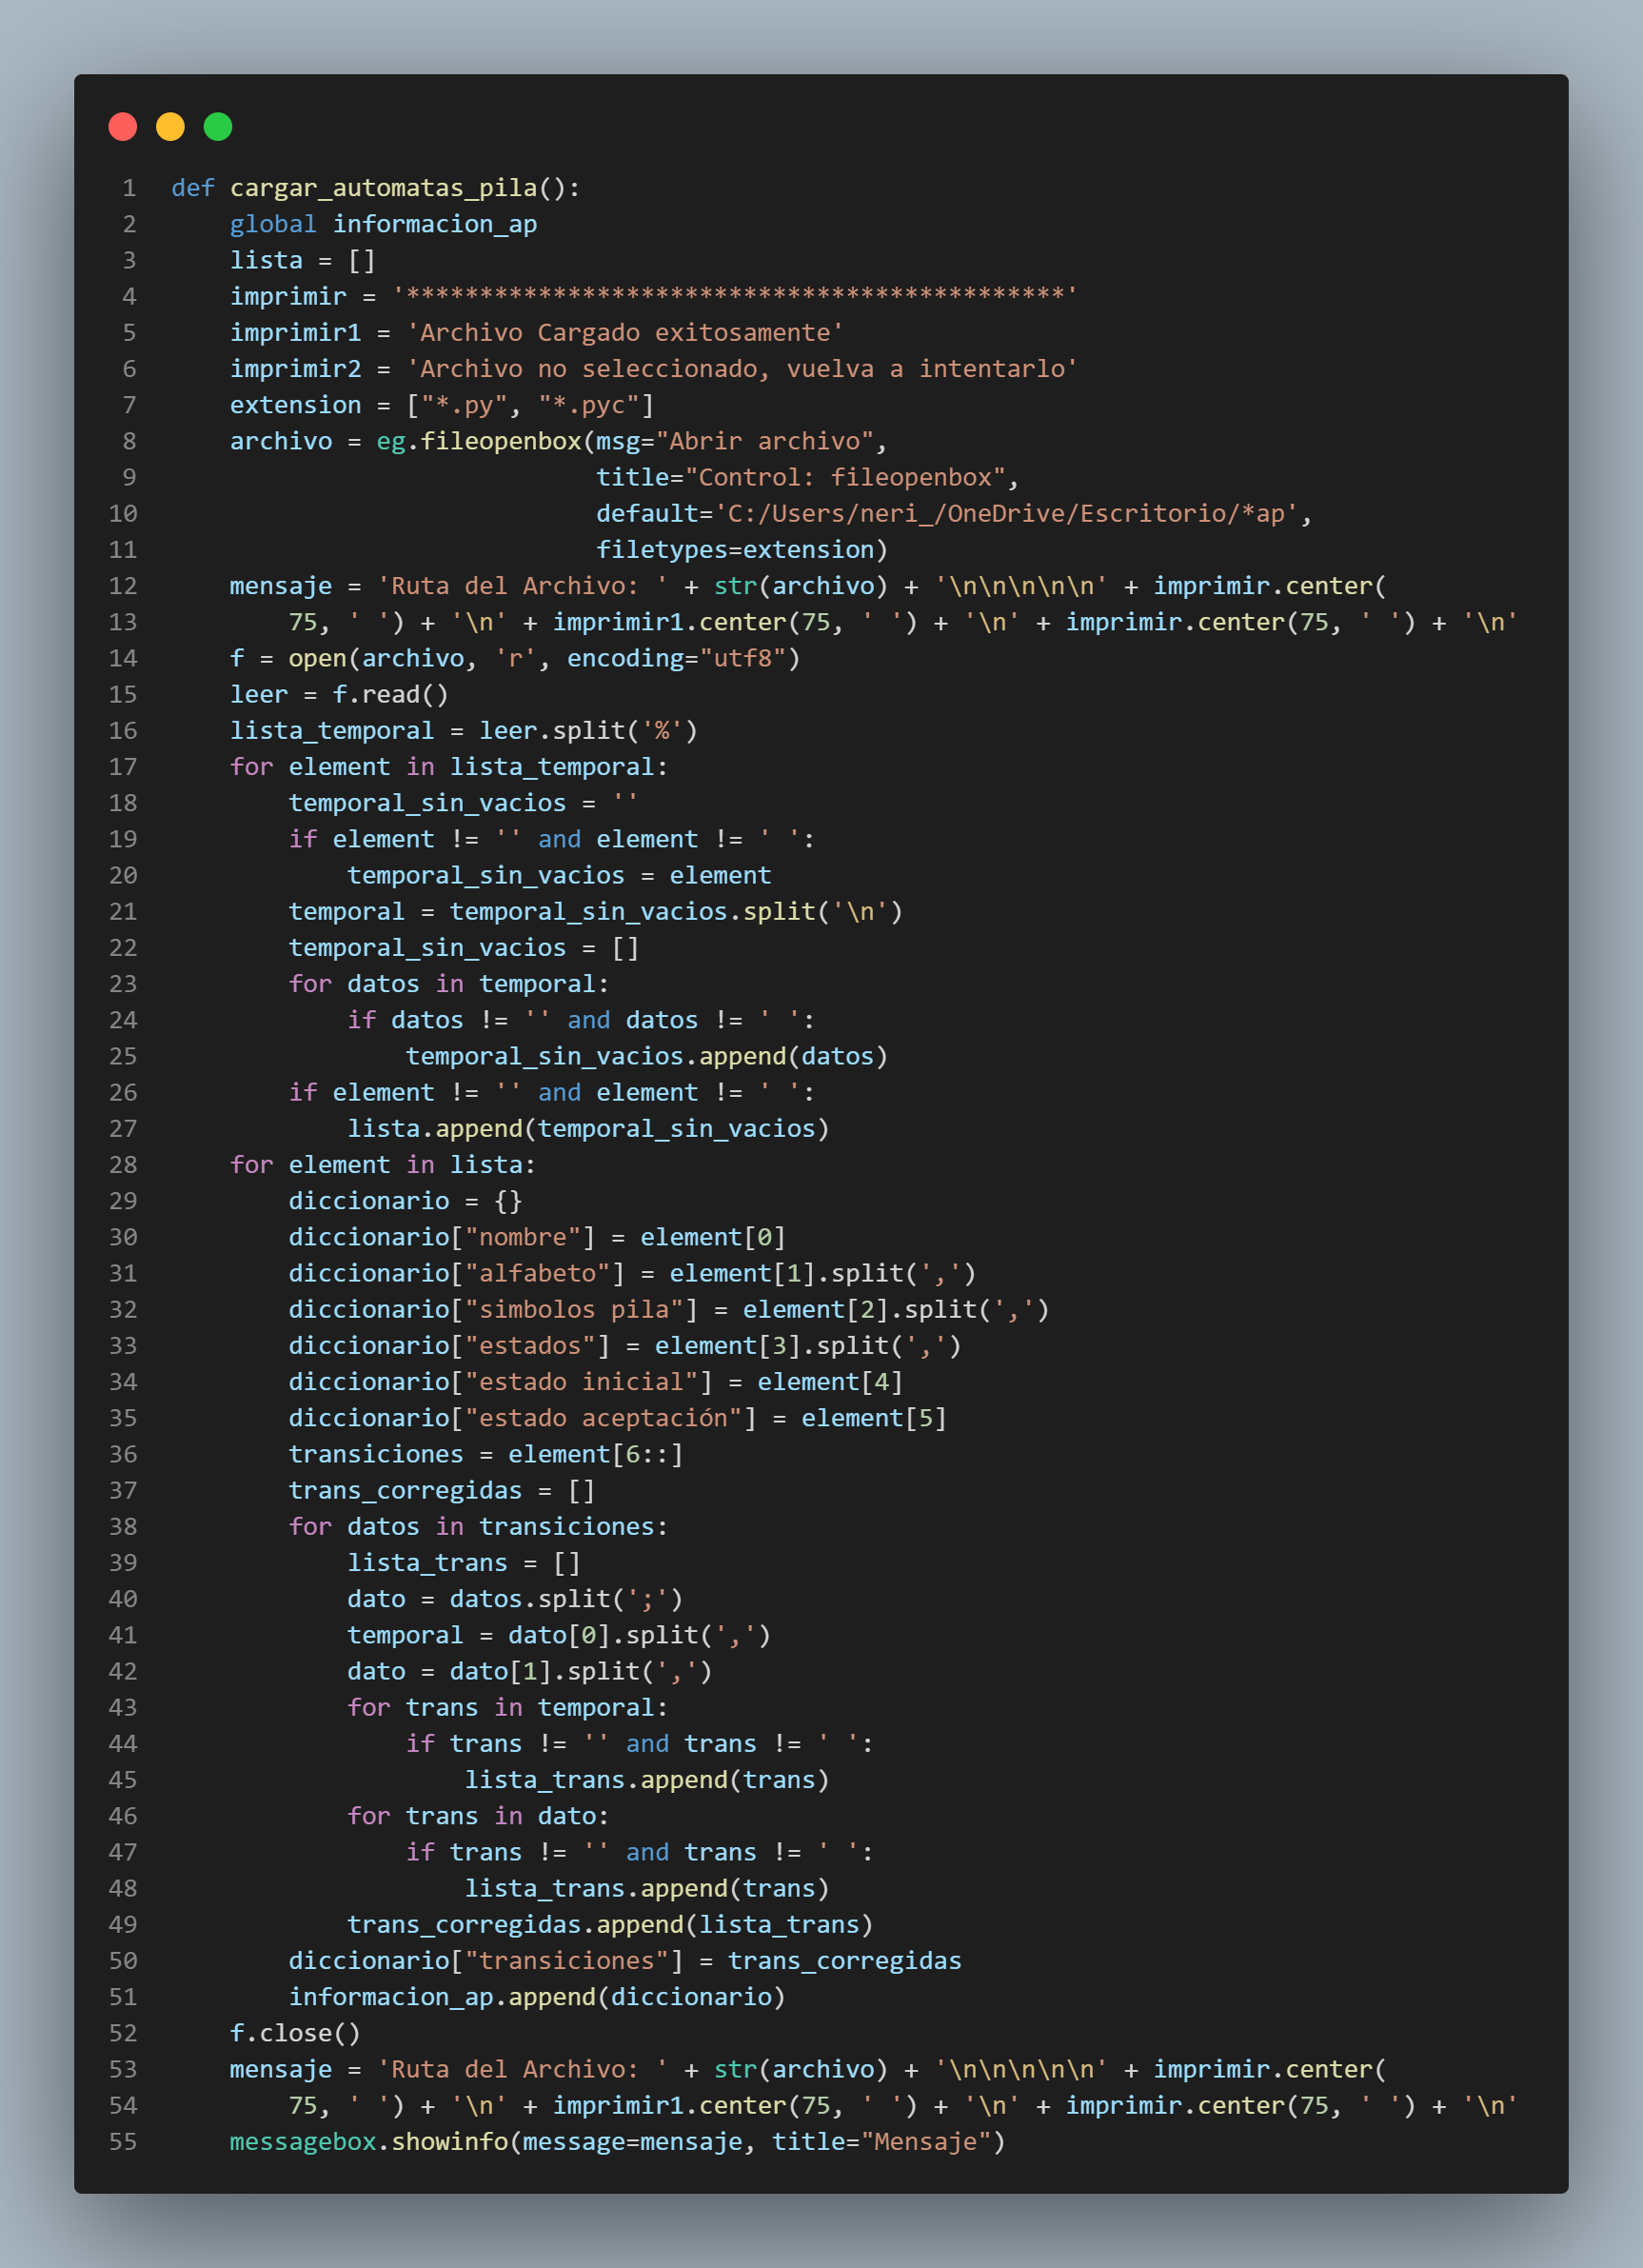 1 def cargar_automatas_pila():
2     global informacion_ap
3     lista = []
4     imprimir = '*********************************************'
5     imprimir1 = 'Archivo Cargado exitosamente'
6     imprimir2 = 'Archivo no seleccionado, vuelva a intentarlo'
7     extension = ["*.py", "*.pyc"]
8     archivo = eg.fileopenbox(msg="Abrir archivo",
9                              title="Control: fileopenbox",
10                              default='C:/Users/neri_/OneDrive/Escritorio/*ap',
11                              filetypes=extension)
12     mensaje = 'Ruta del Archivo: ' + str(archivo) + '\n\n\n\n\n' + imprimir.center(
13         75, ' ') + '\n' + imprimir1.center(75, ' ') + '\n' + imprimir.center(75, ' ') + '\n'
14     f = open(archivo, 'r', encoding="utf8")
15     leer = f.read()
16     lista_temporal = leer.split('%')
17     for element in lista_temporal:
18         temporal_sin_vacios = ''
19         if element != '' and element != ' ':
20             temporal_sin_vacios = element
21         temporal = temporal_sin_vacios.split('\n')
22         temporal_sin_vacios = []
23         for datos in temporal:
24             if datos != '' and datos != ' ':
25                 temporal_sin_vacios.append(datos)
26         if element != '' and element != ' ':
27             lista.append(temporal_sin_vacios)
28     for element in lista:
29         diccionario = {}
30         diccionario["nombre"] = element[0]
31         diccionario["alfabeto"] = element[1].split(',')
32         diccionario["simbolos pila"] = element[2].split(',')
33         diccionario["estados"] = element[3].split(',')
34         diccionario["estado inicial"] = element[4]
35         diccionario["estado aceptación"] = element[5]
36         transiciones = element[6::]
37         trans_corregidas = []
38         for datos in transiciones:
39             lista_trans = []
40             dato = datos.split(';')
41             temporal = dato[0].split(',')
42             dato = dato[1].split(',')
43             for trans in temporal:
44                 if trans != '' and trans != ' ':
45                     lista_trans.append(trans)
46             for trans in dato:
47                 if trans != '' and trans != ' ':
48                     lista_trans.append(trans)
49             trans_corregidas.append(lista_trans)
50         diccionario["transiciones"] = trans_corregidas
51         informacion_ap.append(diccionario)
52     f.close()
53     mensaje = 'Ruta del Archivo: ' + str(archivo) + '\n\n\n\n\n' + imprimir.center(
54         75, ' ') + '\n' + imprimir1.center(75, ' ') + '\n' + imprimir.center(75, ' ') + '\n'
55     messagebox.showinfo(message=mensaje, title="Mensaje")